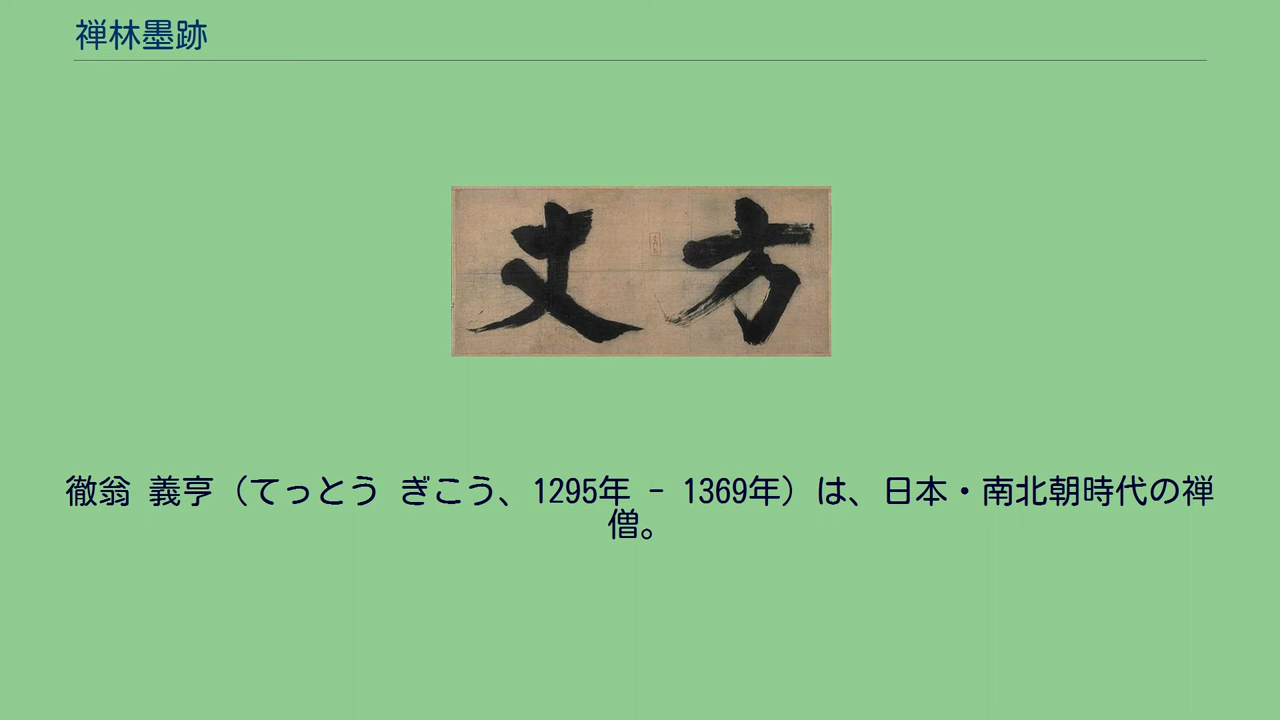 禅林墨跡
方丈
徹翁 義亨（てっとう ぎこう、1295年 - 1369年）は、日本・南北朝時代の禅
僧。